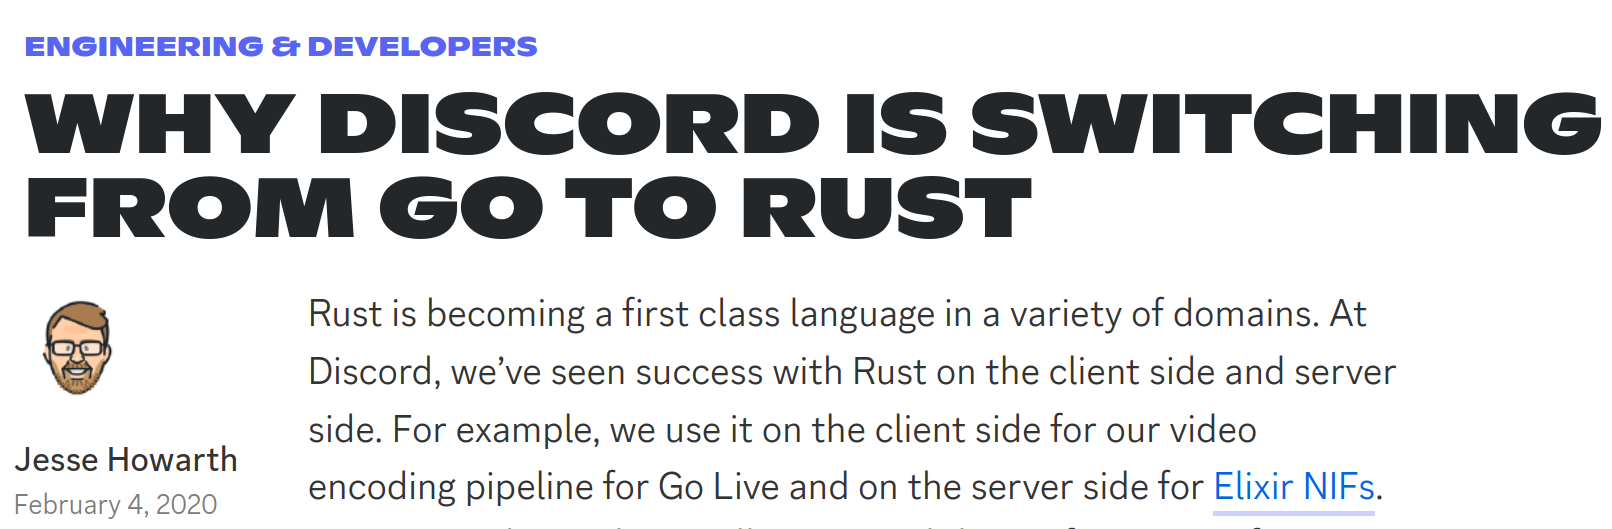 ENGINEERING & DEVELOPERS
WHY DISCORD IS SWITCHING
FROM GO TO RUST
Rust is becoming a first class language in a variety of domains. At
Discord, we’ve seen success with Rust on the client side and server
side. For example, we use it on the client side for our video
encoding pipeline for Go Live and on the server side for Elixir NIFs.
Jesse Howarth
February 4, 2020